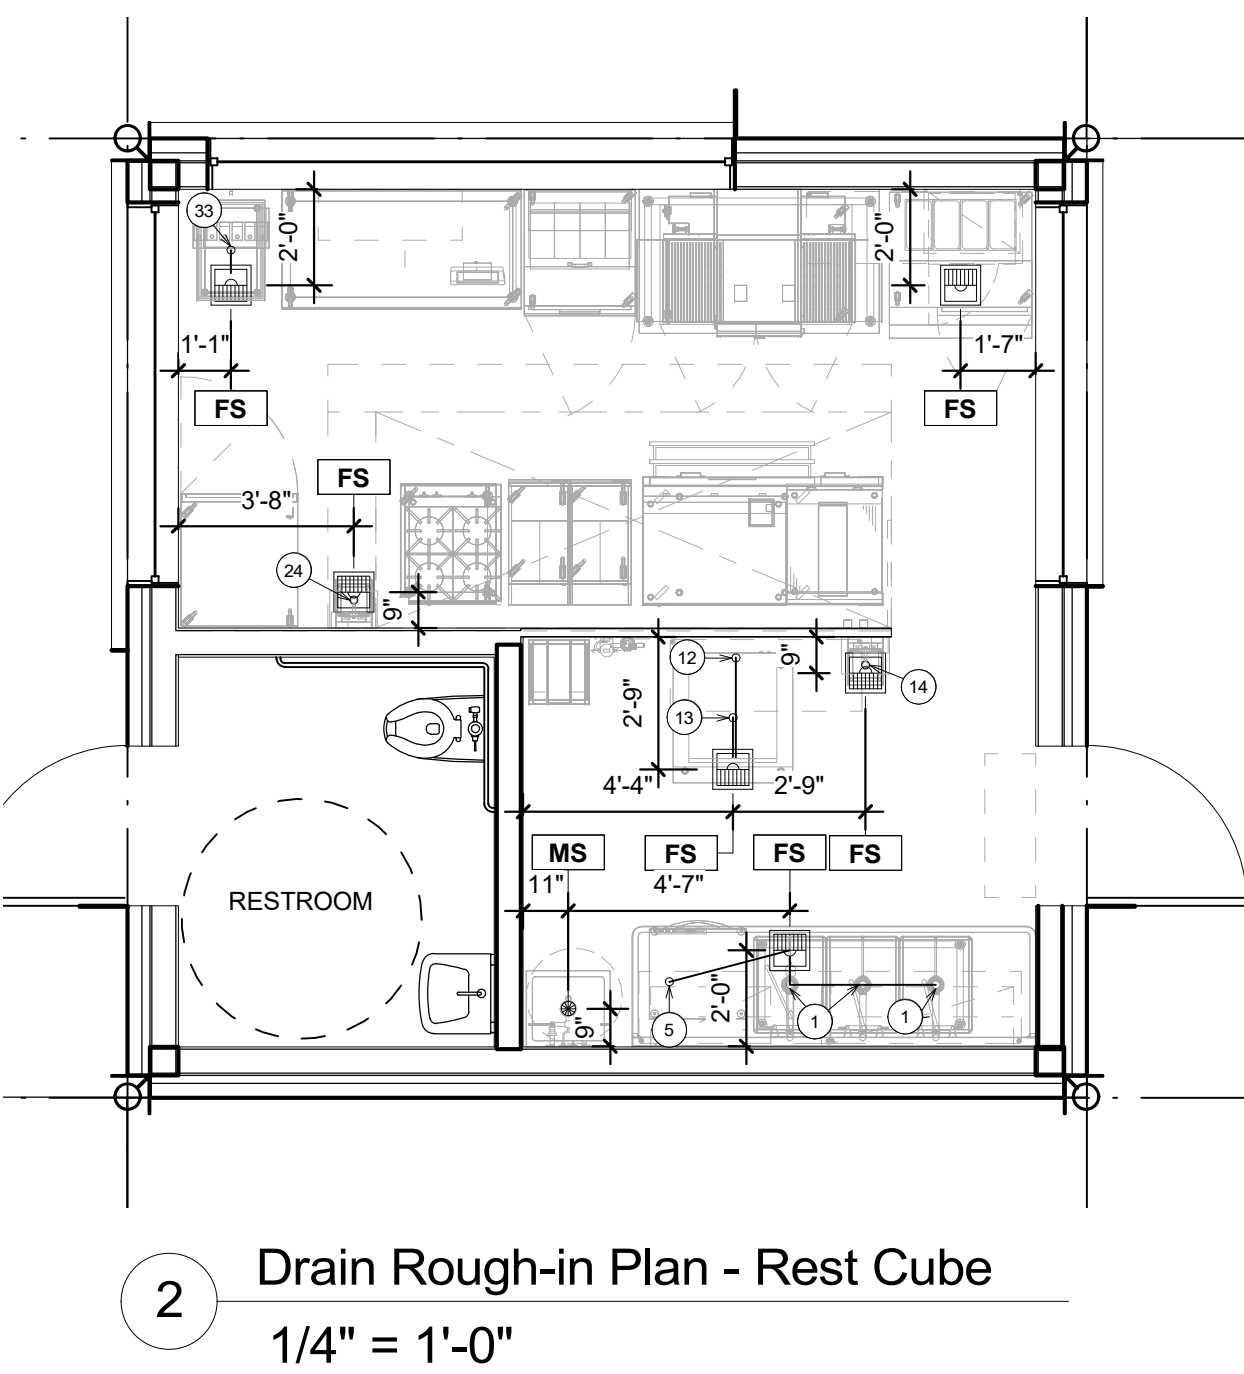 33
2'-0"
2'-0"
1'-1"
1'-7"
FS
FS
FS
3'-8"
24
9"
12
9"
14
2'-9"
13
4'-4"
2'-9"
MS
FS
FS
FS
11"
4'-7"
RESTROOM
2'-0"
9"
5
1
1
2
Drain Rough-in Plan - Rest Cube
1/4" = 1'-0"